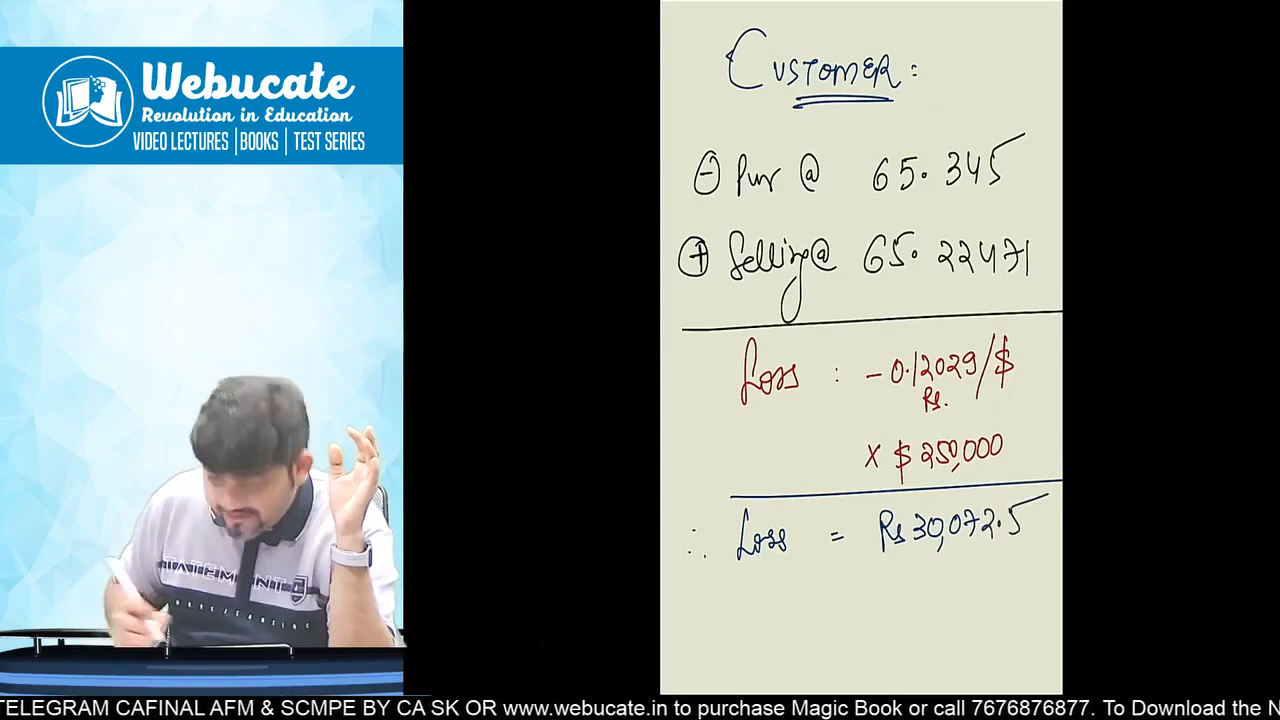 Webucate
Revolution in Education
VIDEO LECTURES | BOOKS | TEST SERIES
CUSTOMER:
⊖ Pur @ 65.345
⊕ Selling@ 65.22471
Loss : - 0.12029/$
Rs.
X $ 250,000
∴ Loss = Rs 30,072.5
TATEMENT
TELEGRAM CAFINAL AFM & SCMPE BY CA SK OR www.webucate.in to purchase Magic Book or call 7676876877. To Download the N